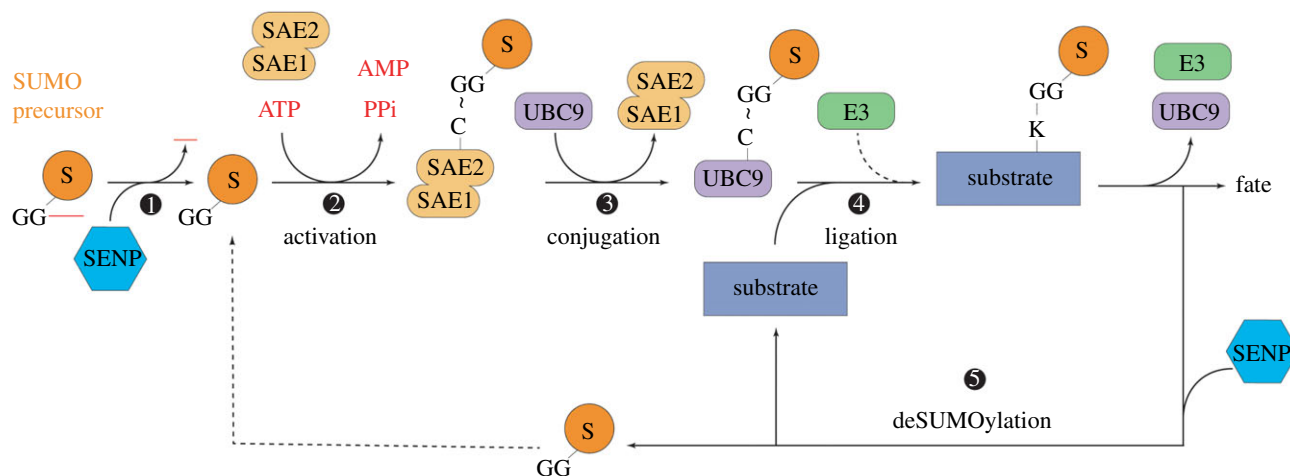 SUMO
precursor
S
GG
SENP
❶
S
GG
SAE2
SAE1
ATP
AMP
PPi
❷
activation
S
GG
~
C
SAE2
SAE1
UBC9
SAE2
SAE1
❸
conjugation
S
GG
~
C
UBC9
E3
❹
ligation
substrate
S
GG
K
substrate
E3
UBC9
fate
SENP
❺
deSUMOylation
S
GG